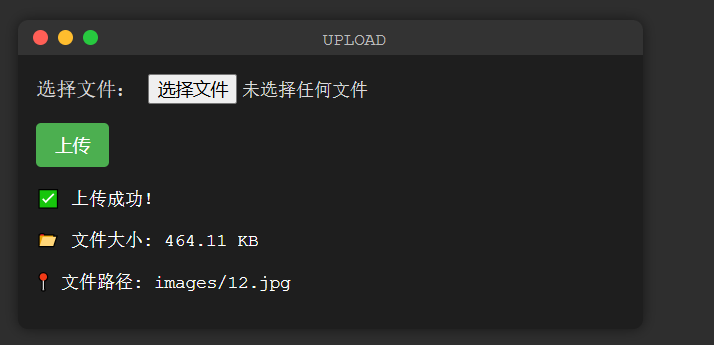 UPLOAD
选择文件： 选择文件 未选择任何文件
上传
✅ 上传成功!
📂 文件大小: 464.11 KB
📍 文件路径: images/12.jpg